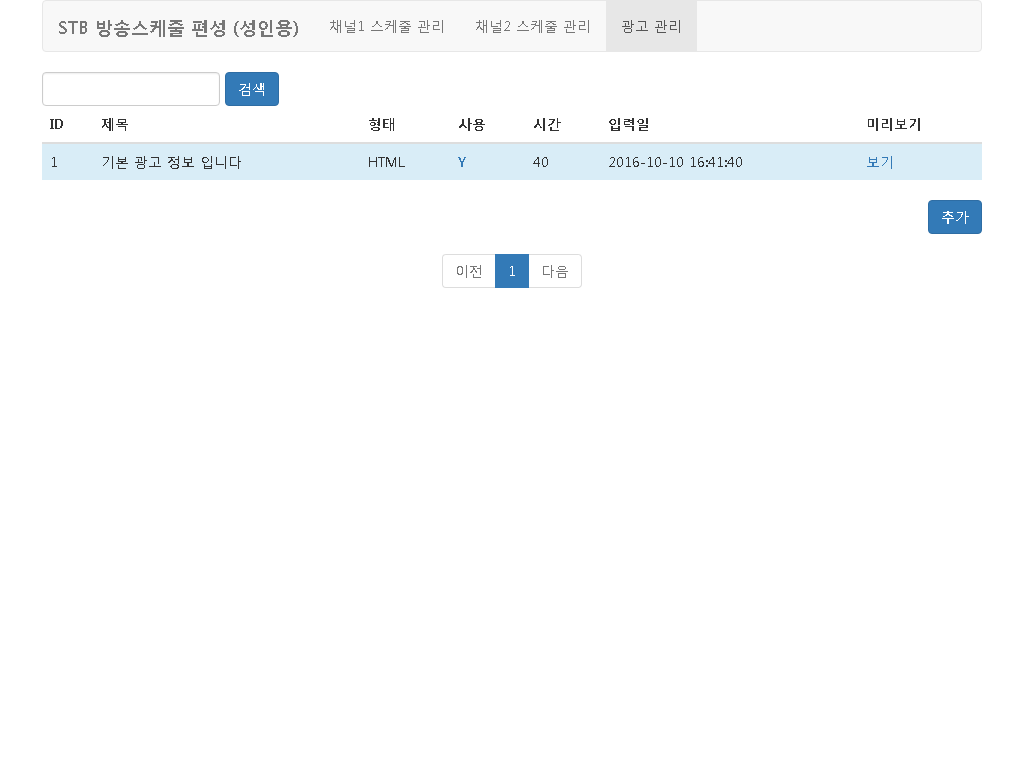 STB 방송스케줄 편성 (성인용) 채널1 스케줄 관리 채널2 스케줄 관리 광고 관리
검색
ID 제목 형태 사용 시간 입력일 미리보기
1 기본 광고 정보 입니다 HTML Y 40 2016-10-10 16:41:40 보기
추가
이전 1 다음